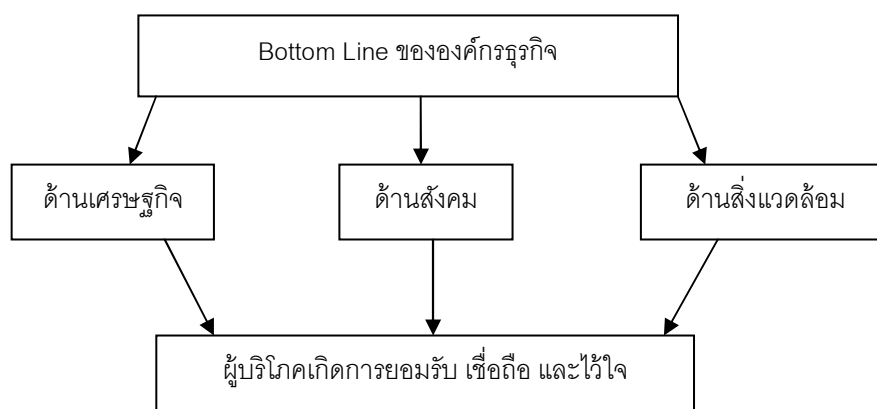 Bottom Line ขององค์กรธุรกิจ
ด้านเศรษฐกิจ
ด้านสังคม
ด้านสิ่งแวดล้อม
ผู้บริโภคเกิดการยอมรับ เชื่อถือ และไว้ใจ